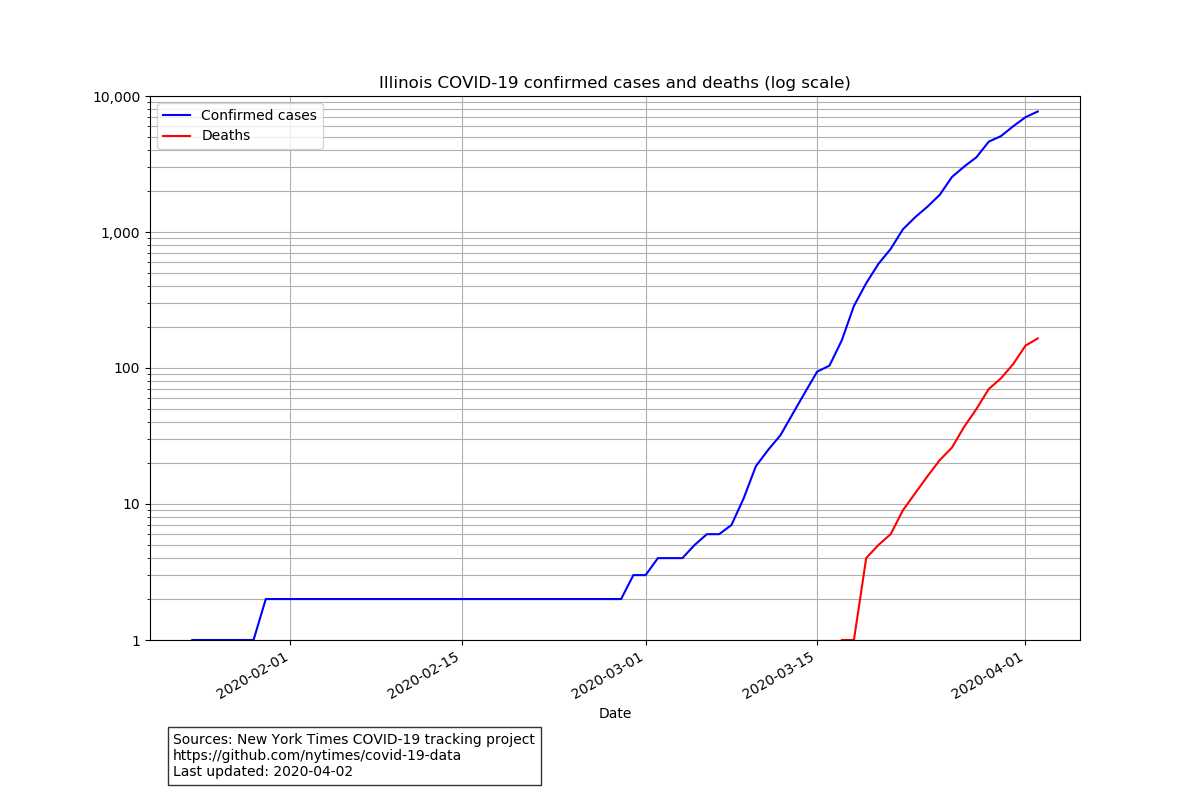 Illinois COVID-19 confirmed cases and deaths (log scale)
10,000
1,000
100
10
1
Confirmed cases
Deaths
2020-02-01
2020-02-15
2020-03-01
2020-03-15
2020-04-01
Date
Sources: New York Times COVID-19 tracking project
https://github.com/nytimes/covid-19-data
Last updated: 2020-04-02